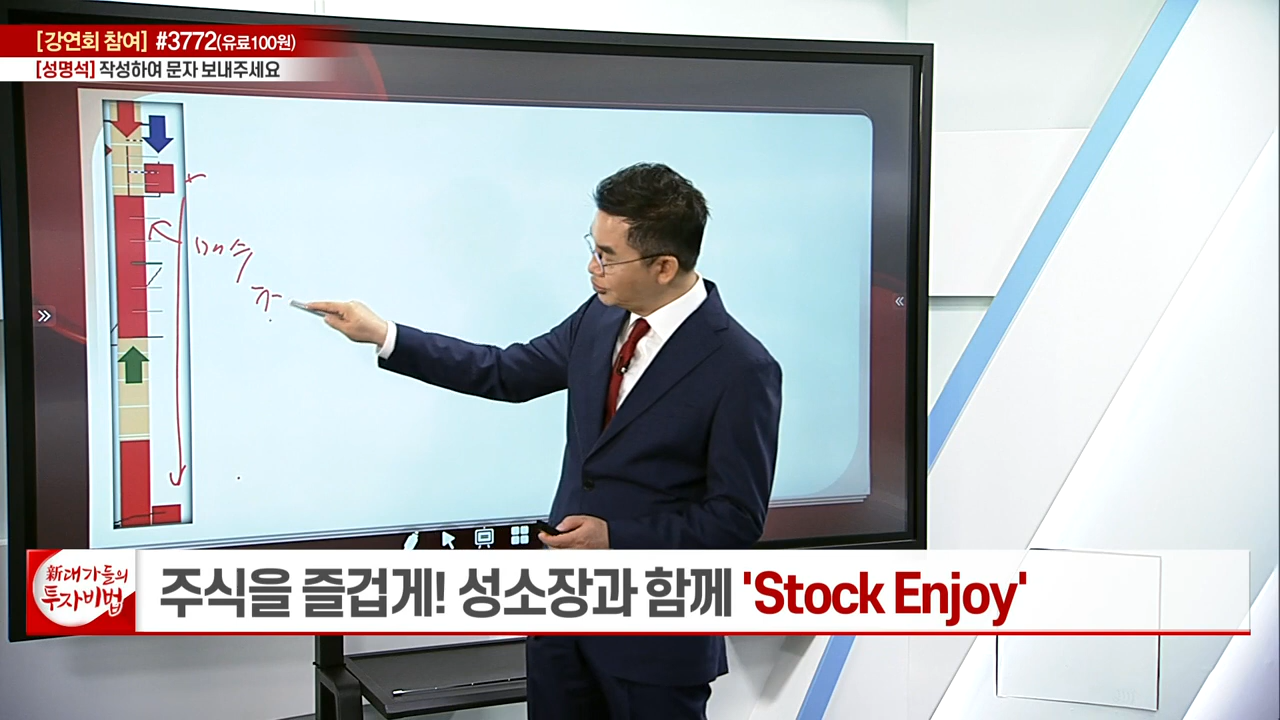 [강연회 참여] #3772(유료100원)
[성명석] 작성하여 문자 보내주세요
매수
新대가들의
투자비법
주식을 즐겁게! 성소장과 함께 'Stock Enjoy'